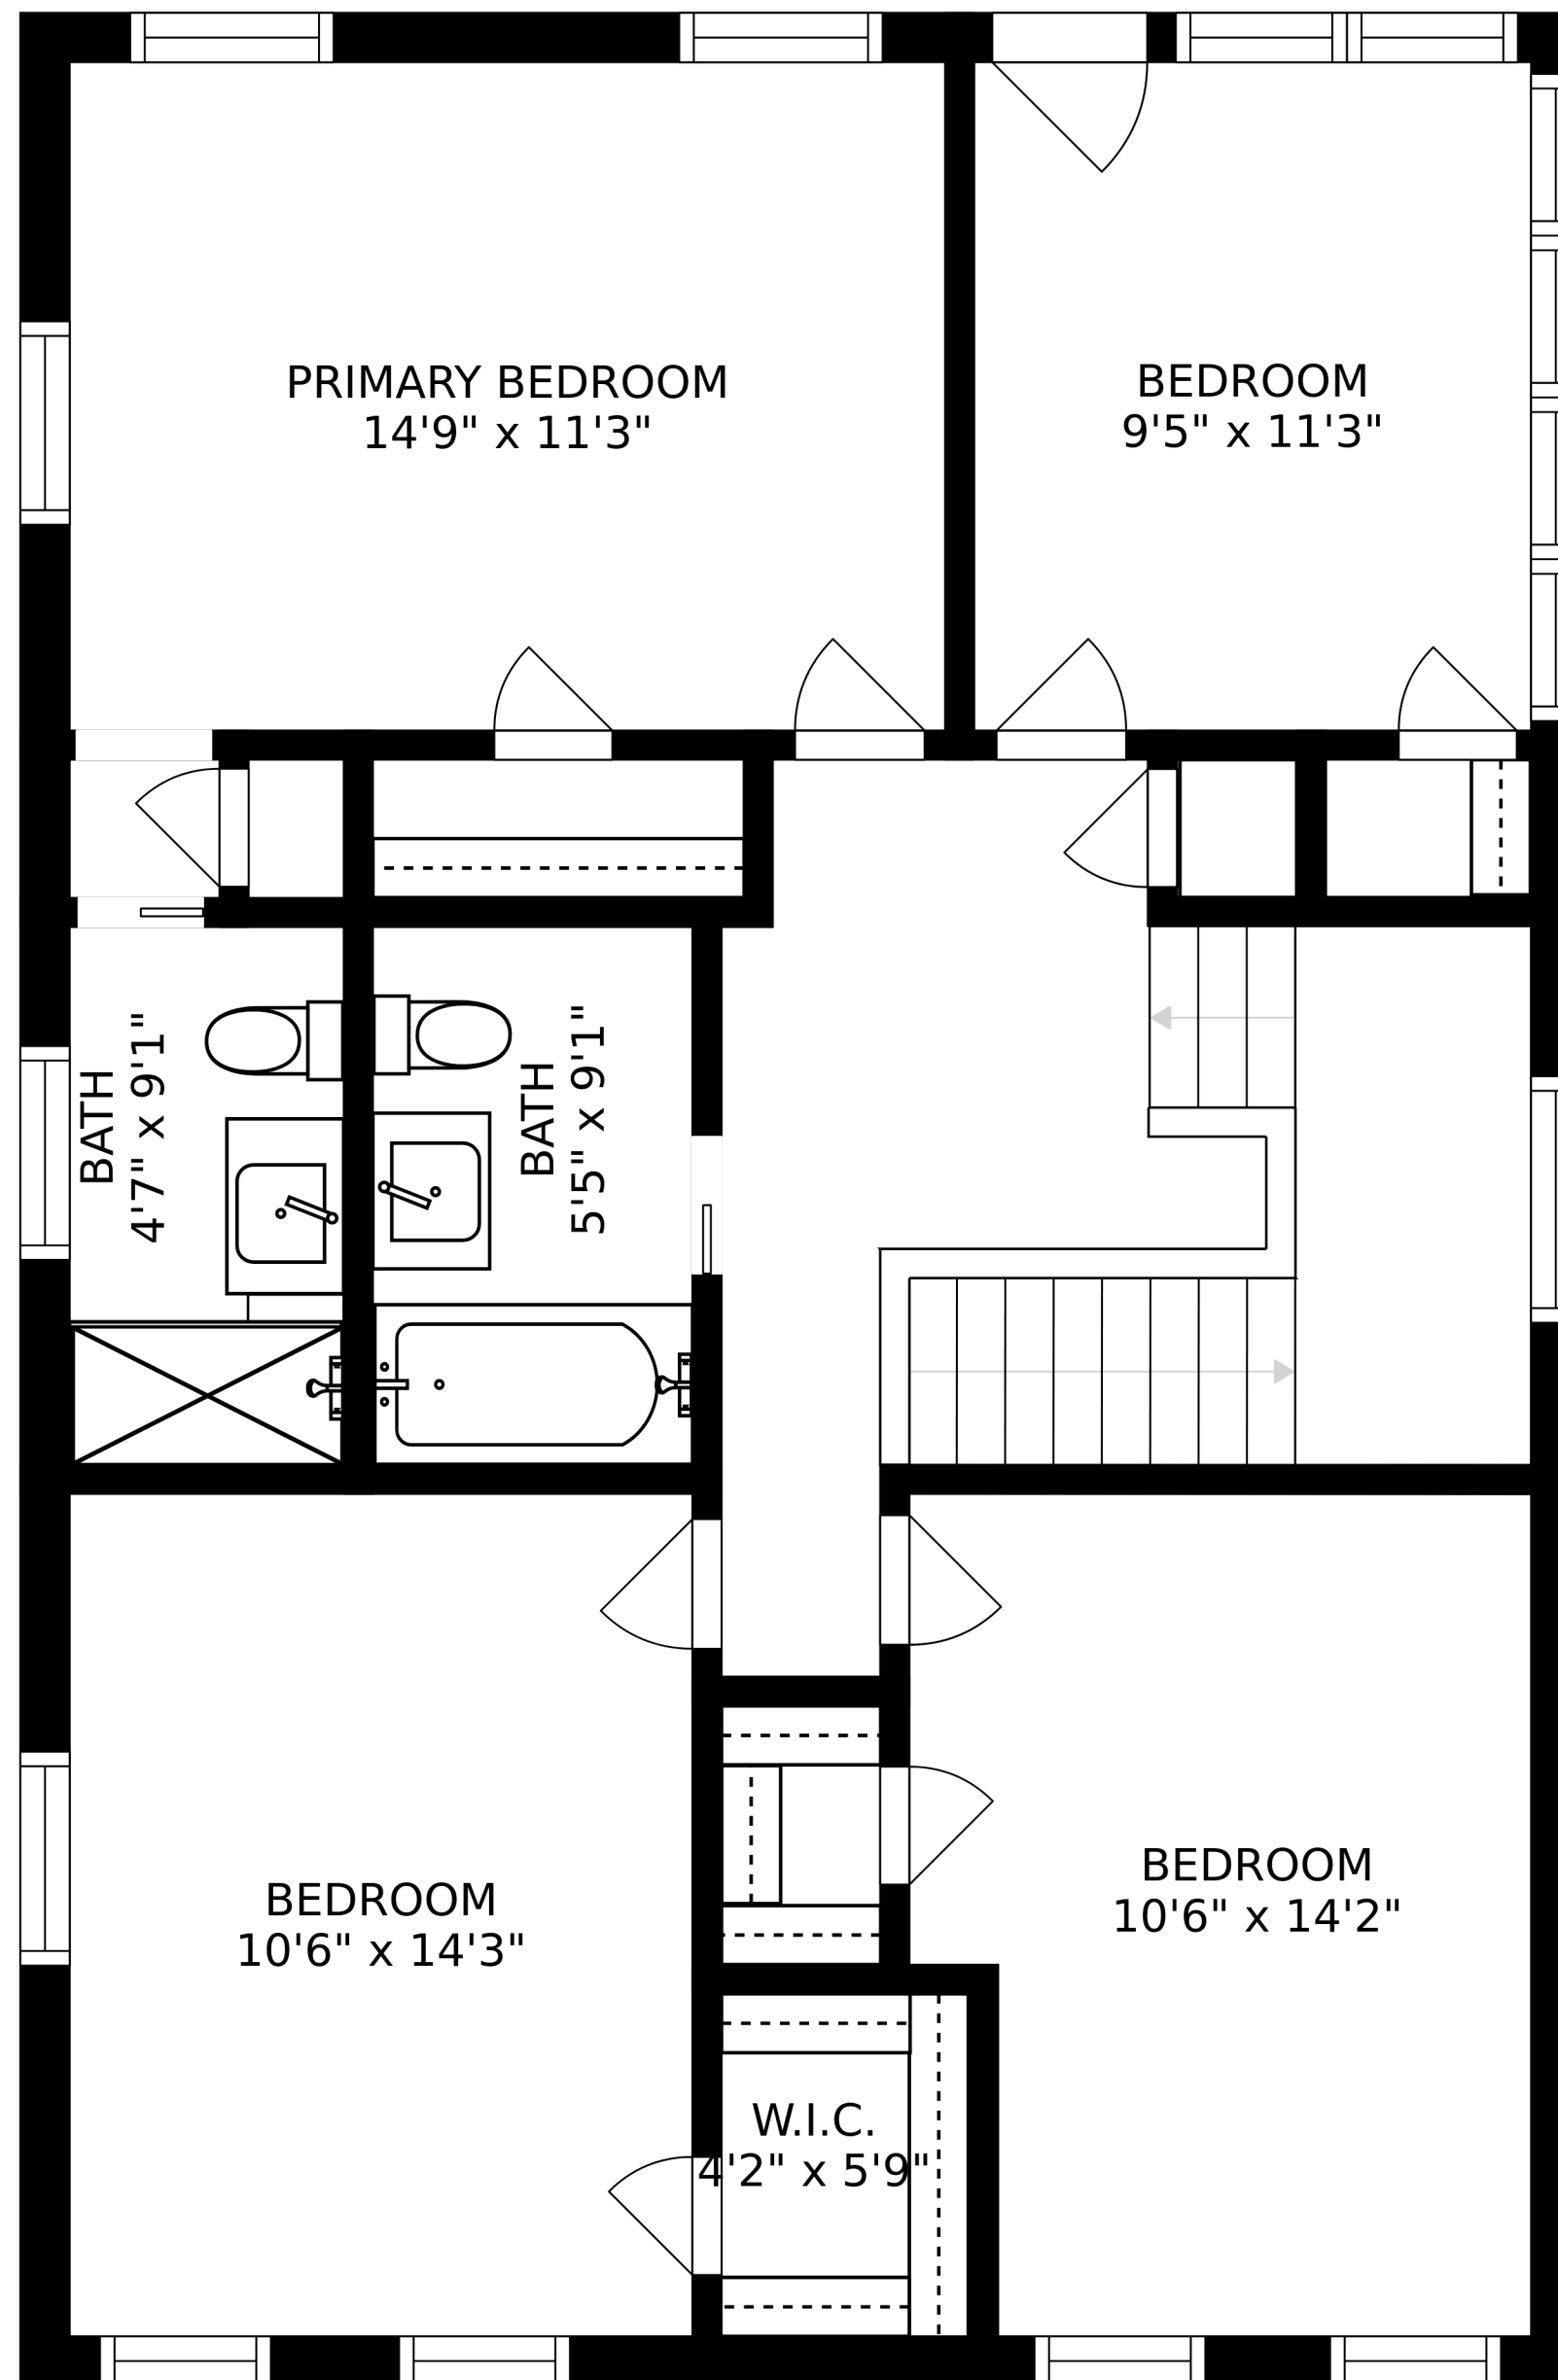 PRIMARY BEDROOM
14'9" x 11'3"
BEDROOM
9'5" x 11'3"
BATH
4'7" x 9'1"
BATH
5'5" x 9'1"
BEDROOM
10'6" x 14'3"
BEDROOM
10'6" x 14'2"
W.I.C.
4'2" x 5'9"